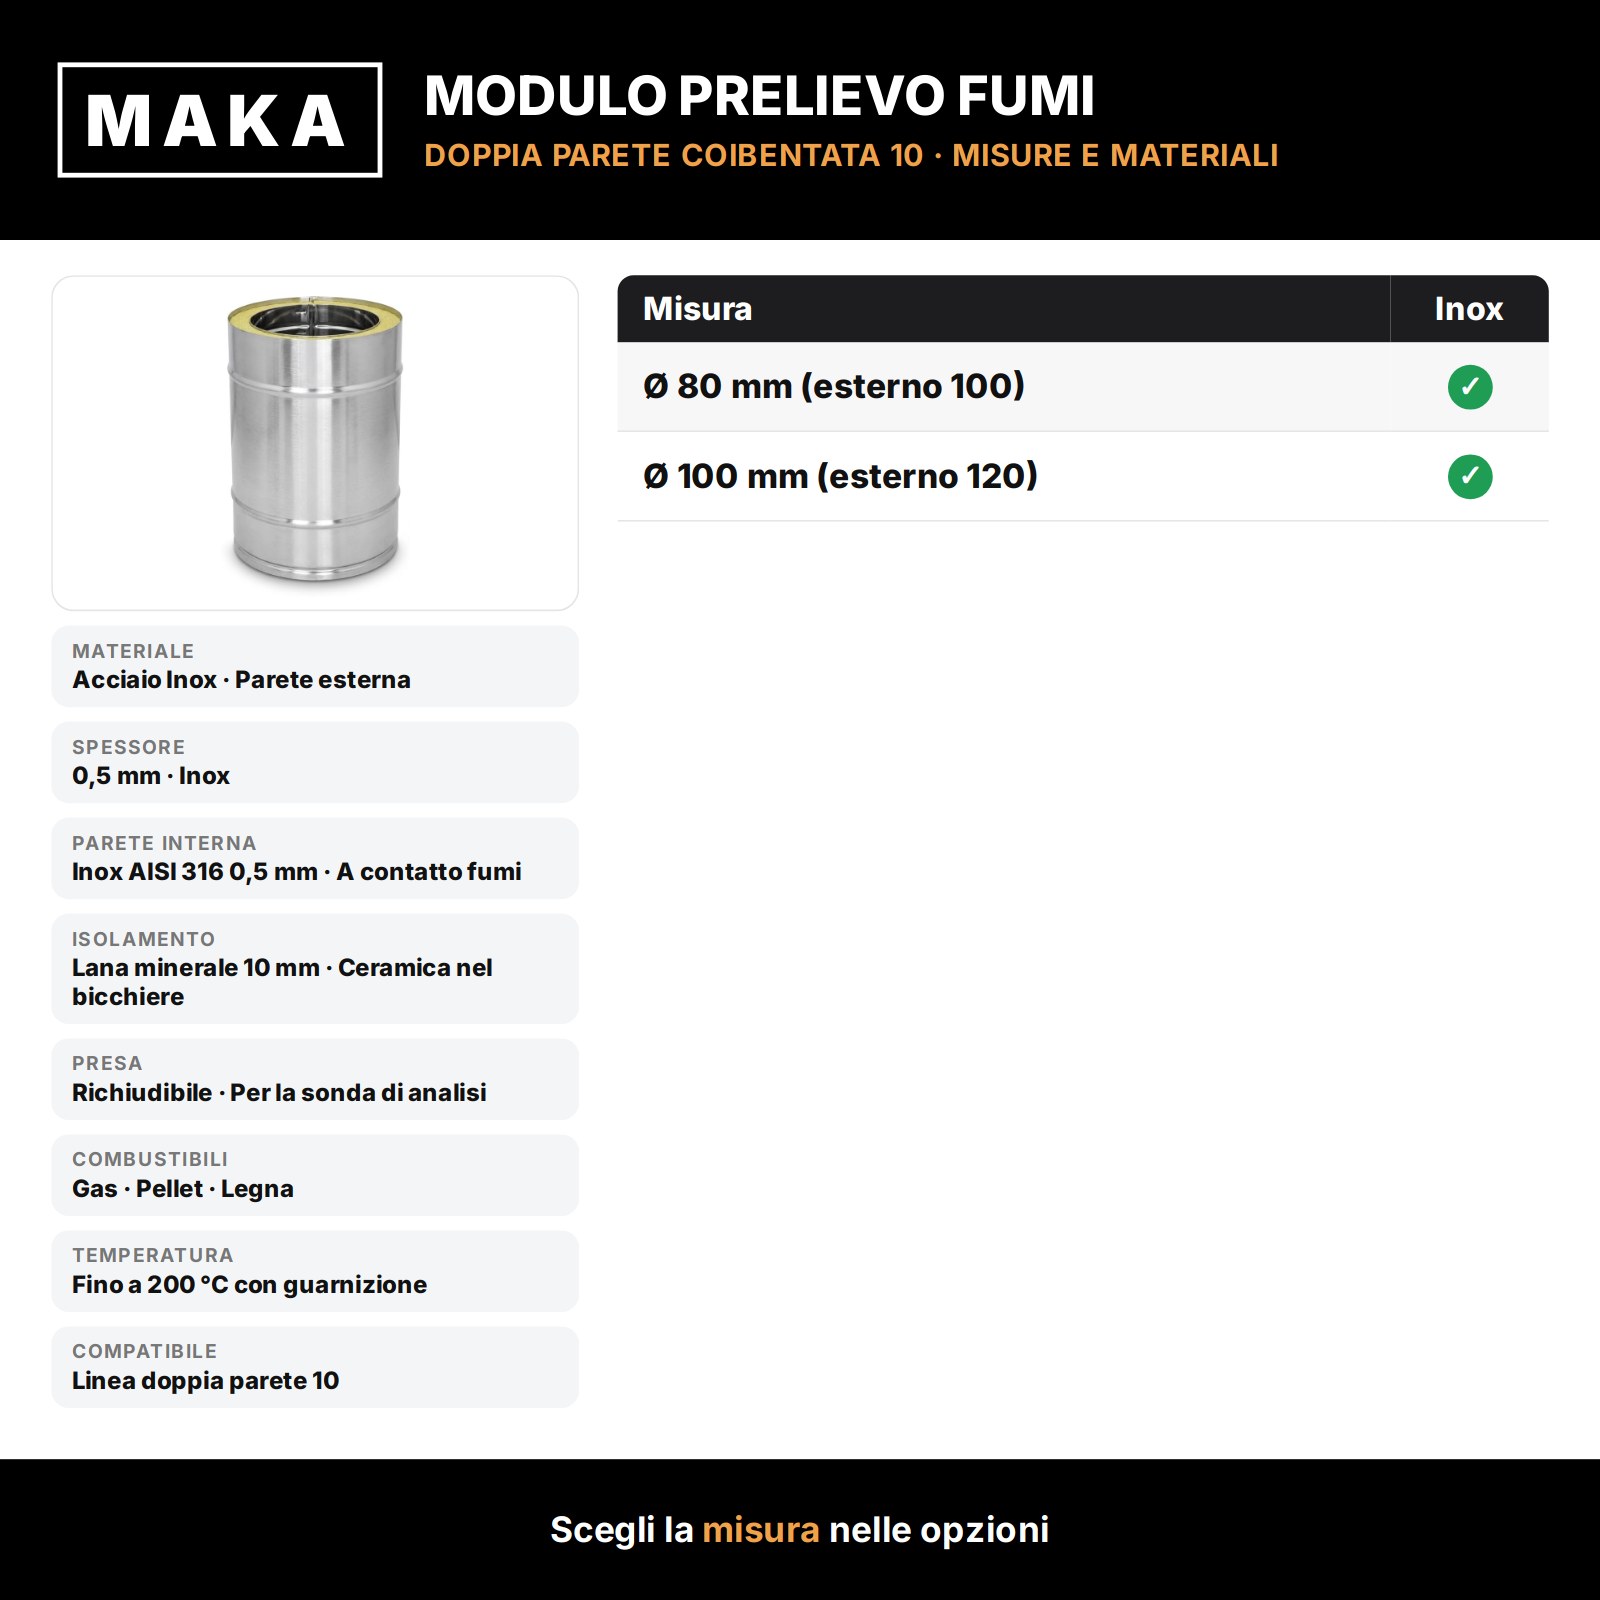 MAKA
MODULO PRELIEVO FUMI
DOPPIA PARETE COIBENTATA 10 · MISURE E MATERIALI
Misura Inox
Ø 80 mm (esterno 100) ✓
Ø 100 mm (esterno 120) ✓
MATERIALE
Acciaio Inox · Parete esterna
SPESSORE
0,5 mm · Inox
PARETE INTERNA
Inox AISI 316 0,5 mm · A contatto fumi
ISOLAMENTO
Lana minerale 10 mm · Ceramica nel
bicchiere
PRESA
Richiudibile · Per la sonda di analisi
COMBUSTIBILI
Gas · Pellet · Legna
TEMPERATURA
Fino a 200 °C con guarnizione
COMPATIBILE
Linea doppia parete 10
Scegli la misura nelle opzioni